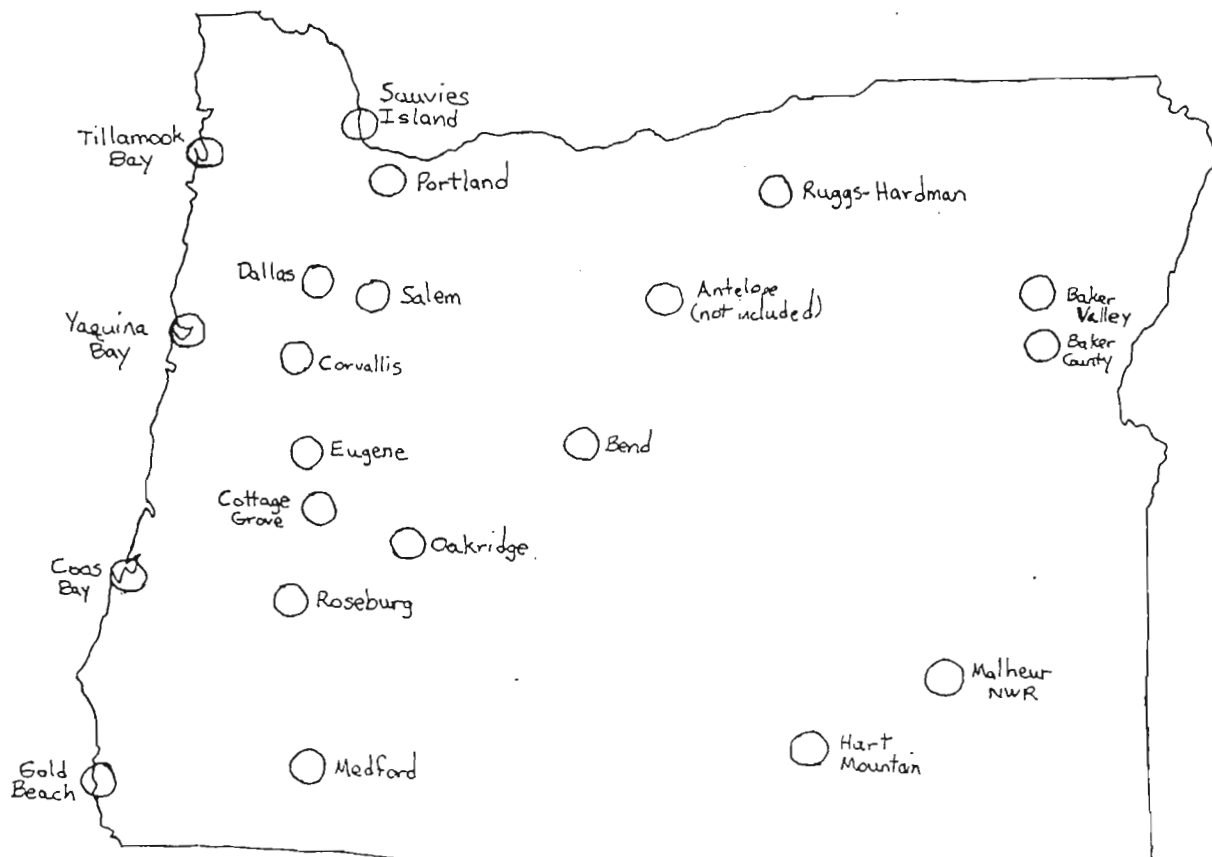 Sauvies
Island
Tillamook
Bay
Portland
Ruggs-Hardman
Dallas
Salem
Antelope
(not included)
Baker
Valley
Yaquina
Bay
Corvallis
Baker
County
Eugene
Bend
Cottage
Grove
Oakridge
Coos
Bay
Roseburg
Malheur
NWR
Hart
Mountain
Gold
Beach
Medford